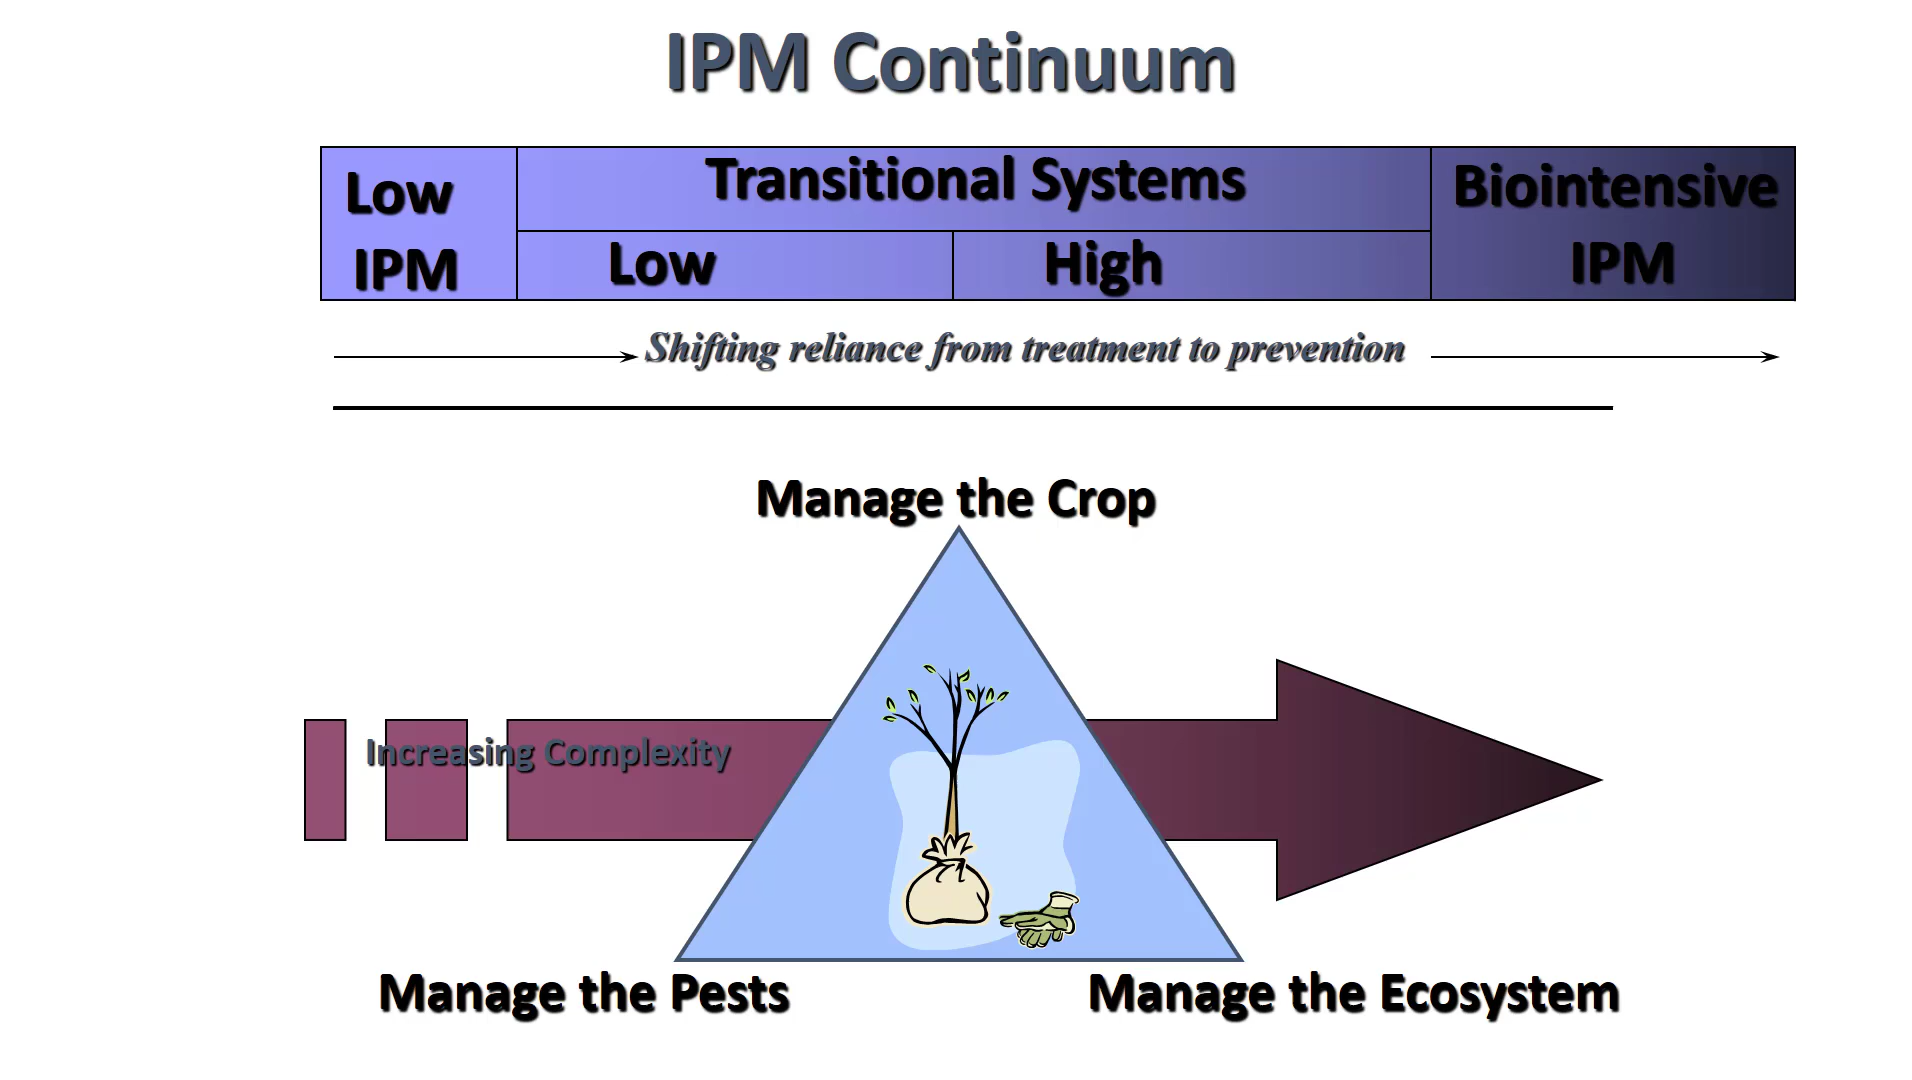 IPM Continuum
Low
IPM
Transitional Systems
Low
High
Biointensive
IPM
Shifting reliance from treatment to prevention
Manage the Crop
Increasing Complexity
Manage the Pests
Manage the Ecosystem